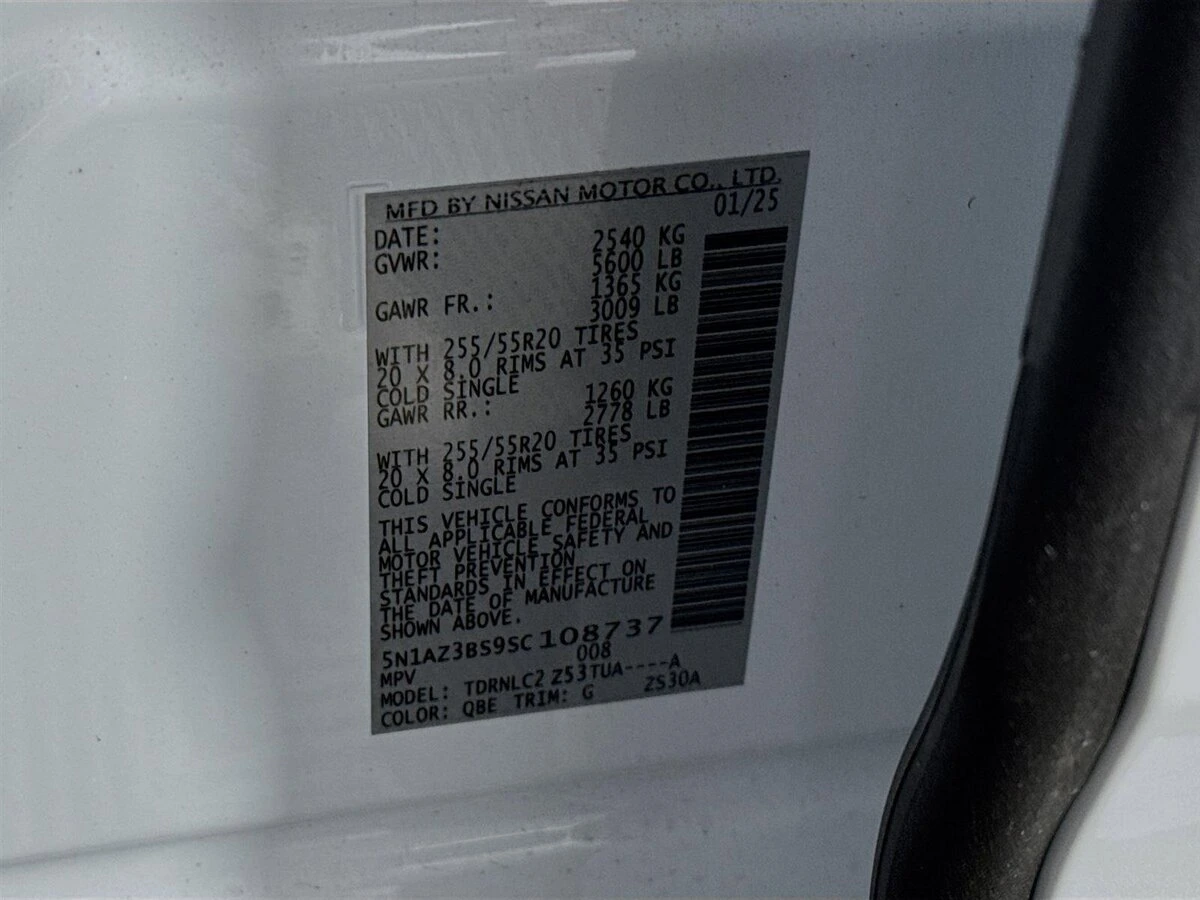 MFD BY NISSAN MOTOR CO., LTD.
DATE: 01/25
GVWR: 2540 KG
5600 LB
GAWR FR.: 1365 KG
3009 LB
WITH 255/55R20 TIRES
20 X 8.0 RIMS AT 35 PSI
COLD SINGLE
GAWR RR.: 1260 KG
2778 LB
WITH 255/55R20 TIRES
20 X 8.0 RIMS AT 35 PSI
COLD SINGLE
THIS VEHICLE CONFORMS TO
ALL APPLICABLE FEDERAL
MOTOR VEHICLE SAFETY AND
THEFT PREVENTION
STANDARDS IN EFFECT ON
THE DATE OF MANUFACTURE
SHOWN ABOVE.
5N1AZ3BS9SC108737
MPV 008
MODEL: TDRNLC2 Z53TUA----A
COLOR: QBE TRIM: G ZS30A